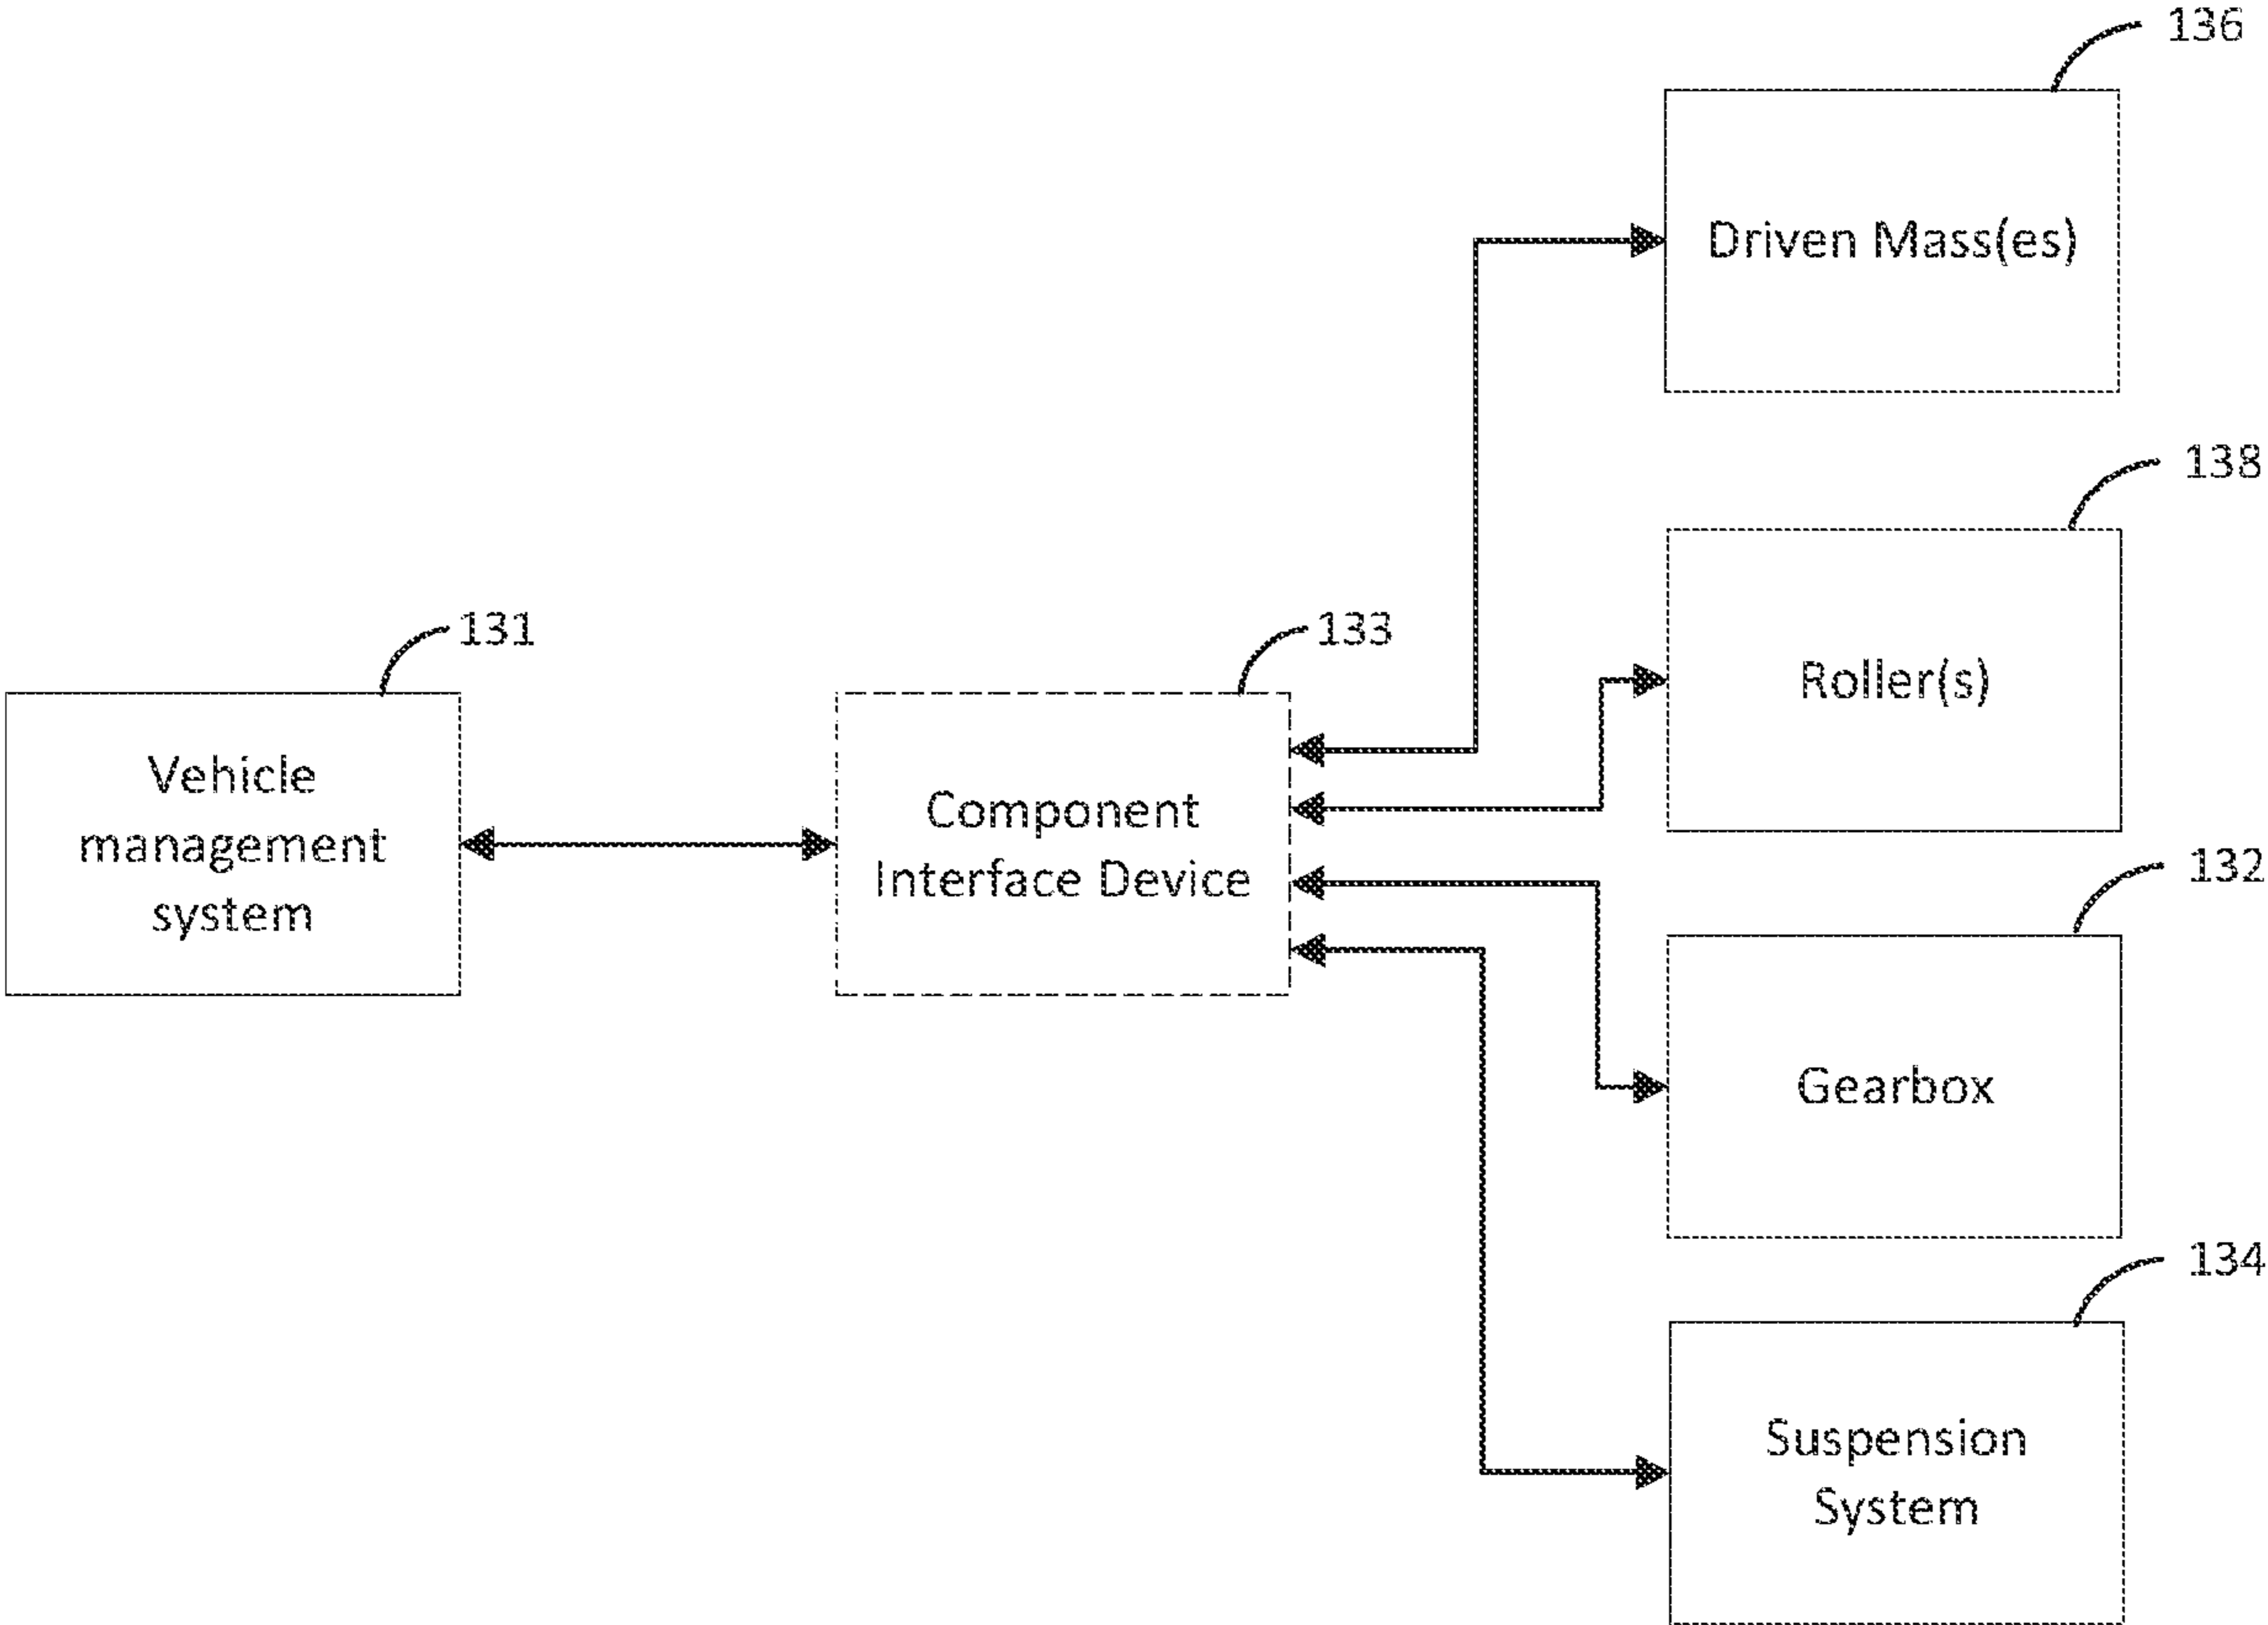 136
Driven Mass(es)
138
Roller(s)
131
133
Vehicle
management
system
Component
Interface Device
132
Gearbox
134
Suspension
System